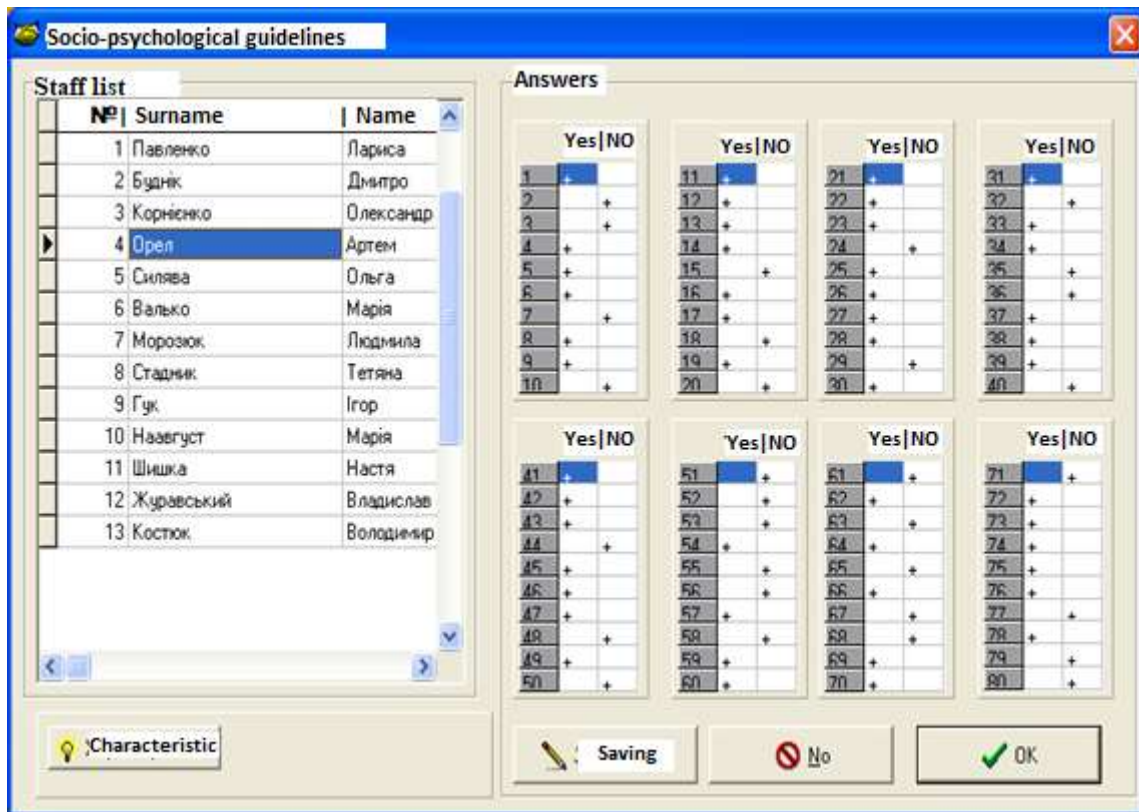 Socio-psychological guidelines
Staff list
№ | Surname | Name
1 Павленко Лариса
2 Буднік Дмитро
3 Корнієнко Олександр
4 Орел Артем
5 Силява Ольга
6 Валько Марія
7 Морозюк Людмила
8 Стадник Тетяна
9 Гук Ігор
10 Наавгуст Марія
11 Шишка Настя
12 Журавський Владислав
13 Костюк Володимир
Characteristic
Answers
Yes|NO Yes|NO Yes|NO Yes|NO
1 + 11 + 21 + 31 +
2 + 12 + 22 + 32 +
3 + 13 + 23 + 33 +
4 + 14 + 24 + 34 +
5 + 15 + 25 + 35 +
6 + 16 + 26 + 36 +
7 + 17 + 27 + 37 +
8 + 18 + 28 + 38 +
9 + 19 + 29 + 39 +
10 + 20 + 30 + 40 +
Yes|NO Yes|NO Yes|NO Yes|NO
41 + 51 + 61 + 71 +
42 + 52 + 62 + 72 +
43 + 53 + 63 + 73 +
44 + 54 + 64 + 74 +
45 + 55 + 65 + 75 +
46 + 56 + 66 + 76 +
47 + 57 + 67 + 77 +
48 + 58 + 68 + 78 +
49 + 59 + 69 + 79 +
50 + 60 + 70 + 80 +
Saving
No
OK